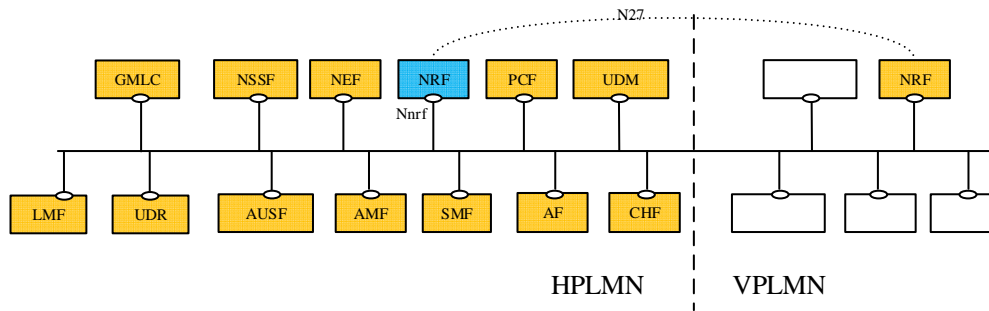 N27
GMLC
NSSF
NEF
NRF
PCF
UDM
NRF
Nnrf
LMF
UDR
AUSF
AMF
SMF
AF
CHF
HPLMN
VPLMN